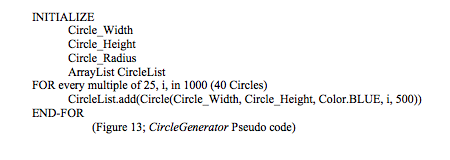 INITIALIZE
Circle_Width
Circle_Height
Circle_Radius
ArrayList CircleList
FOR every multiple of 25, i, in 1000 (40 Circles)
CircleList.add(Circle(Circle_Width, Circle_Height, Color.BLUE, i, 500))
END-FOR
(Figure 13; CircleGenerator Pseudo code)